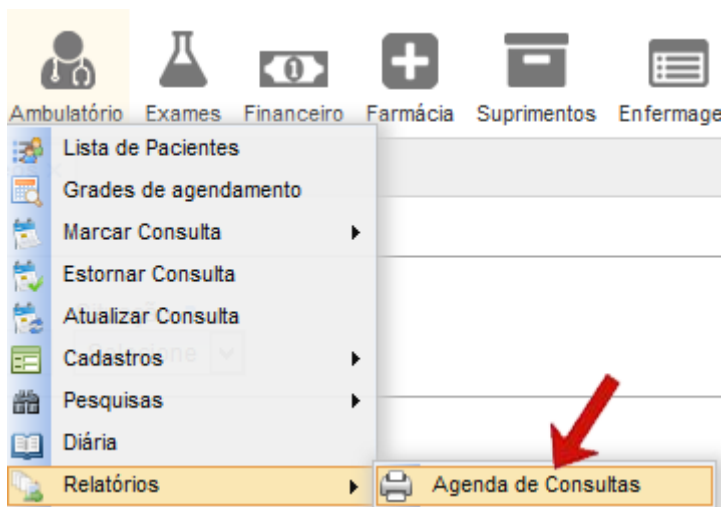 Ambulatório Exames Financeiro Farmácia Suprimentos Enfermage
Lista de Pacientes
Grades de agendamento
Marcar Consulta
Estornar Consulta
Atualizar Consulta
Cadastros
Pesquisas
Diária
Relatórios Agenda de Consultas